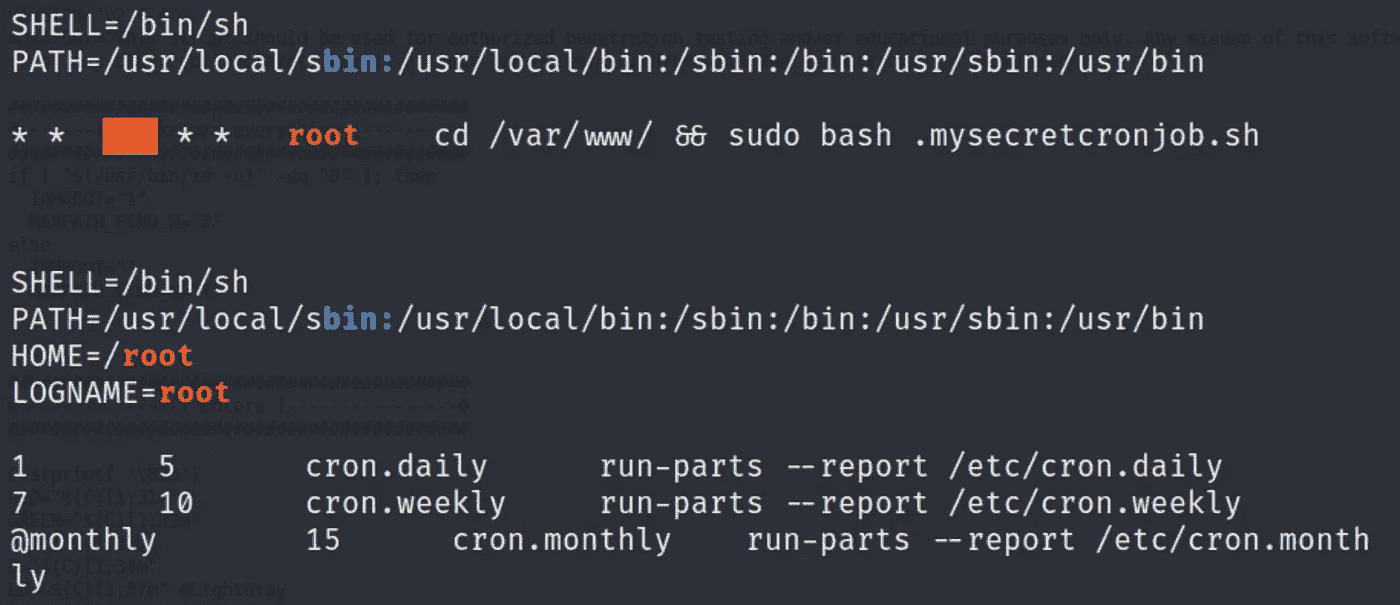 SHELL=/bin/sh
PATH=/usr/local/sbin:/usr/local/bin:/sbin:/bin:/usr/sbin:/usr/bin
* * * * root cd /var/www/ && sudo bash .mysecretcronjob.sh
SHELL=/bin/sh
PATH=/usr/local/sbin:/usr/local/bin:/sbin:/bin:/usr/sbin:/usr/bin
HOME=/root
LOGNAME=root
1 5 cron.daily run-parts --report /etc/cron.daily
7 10 cron.weekly run-parts --report /etc/cron.weekly
@monthly 15 cron.monthly run-parts --report /etc/cron.month
ly